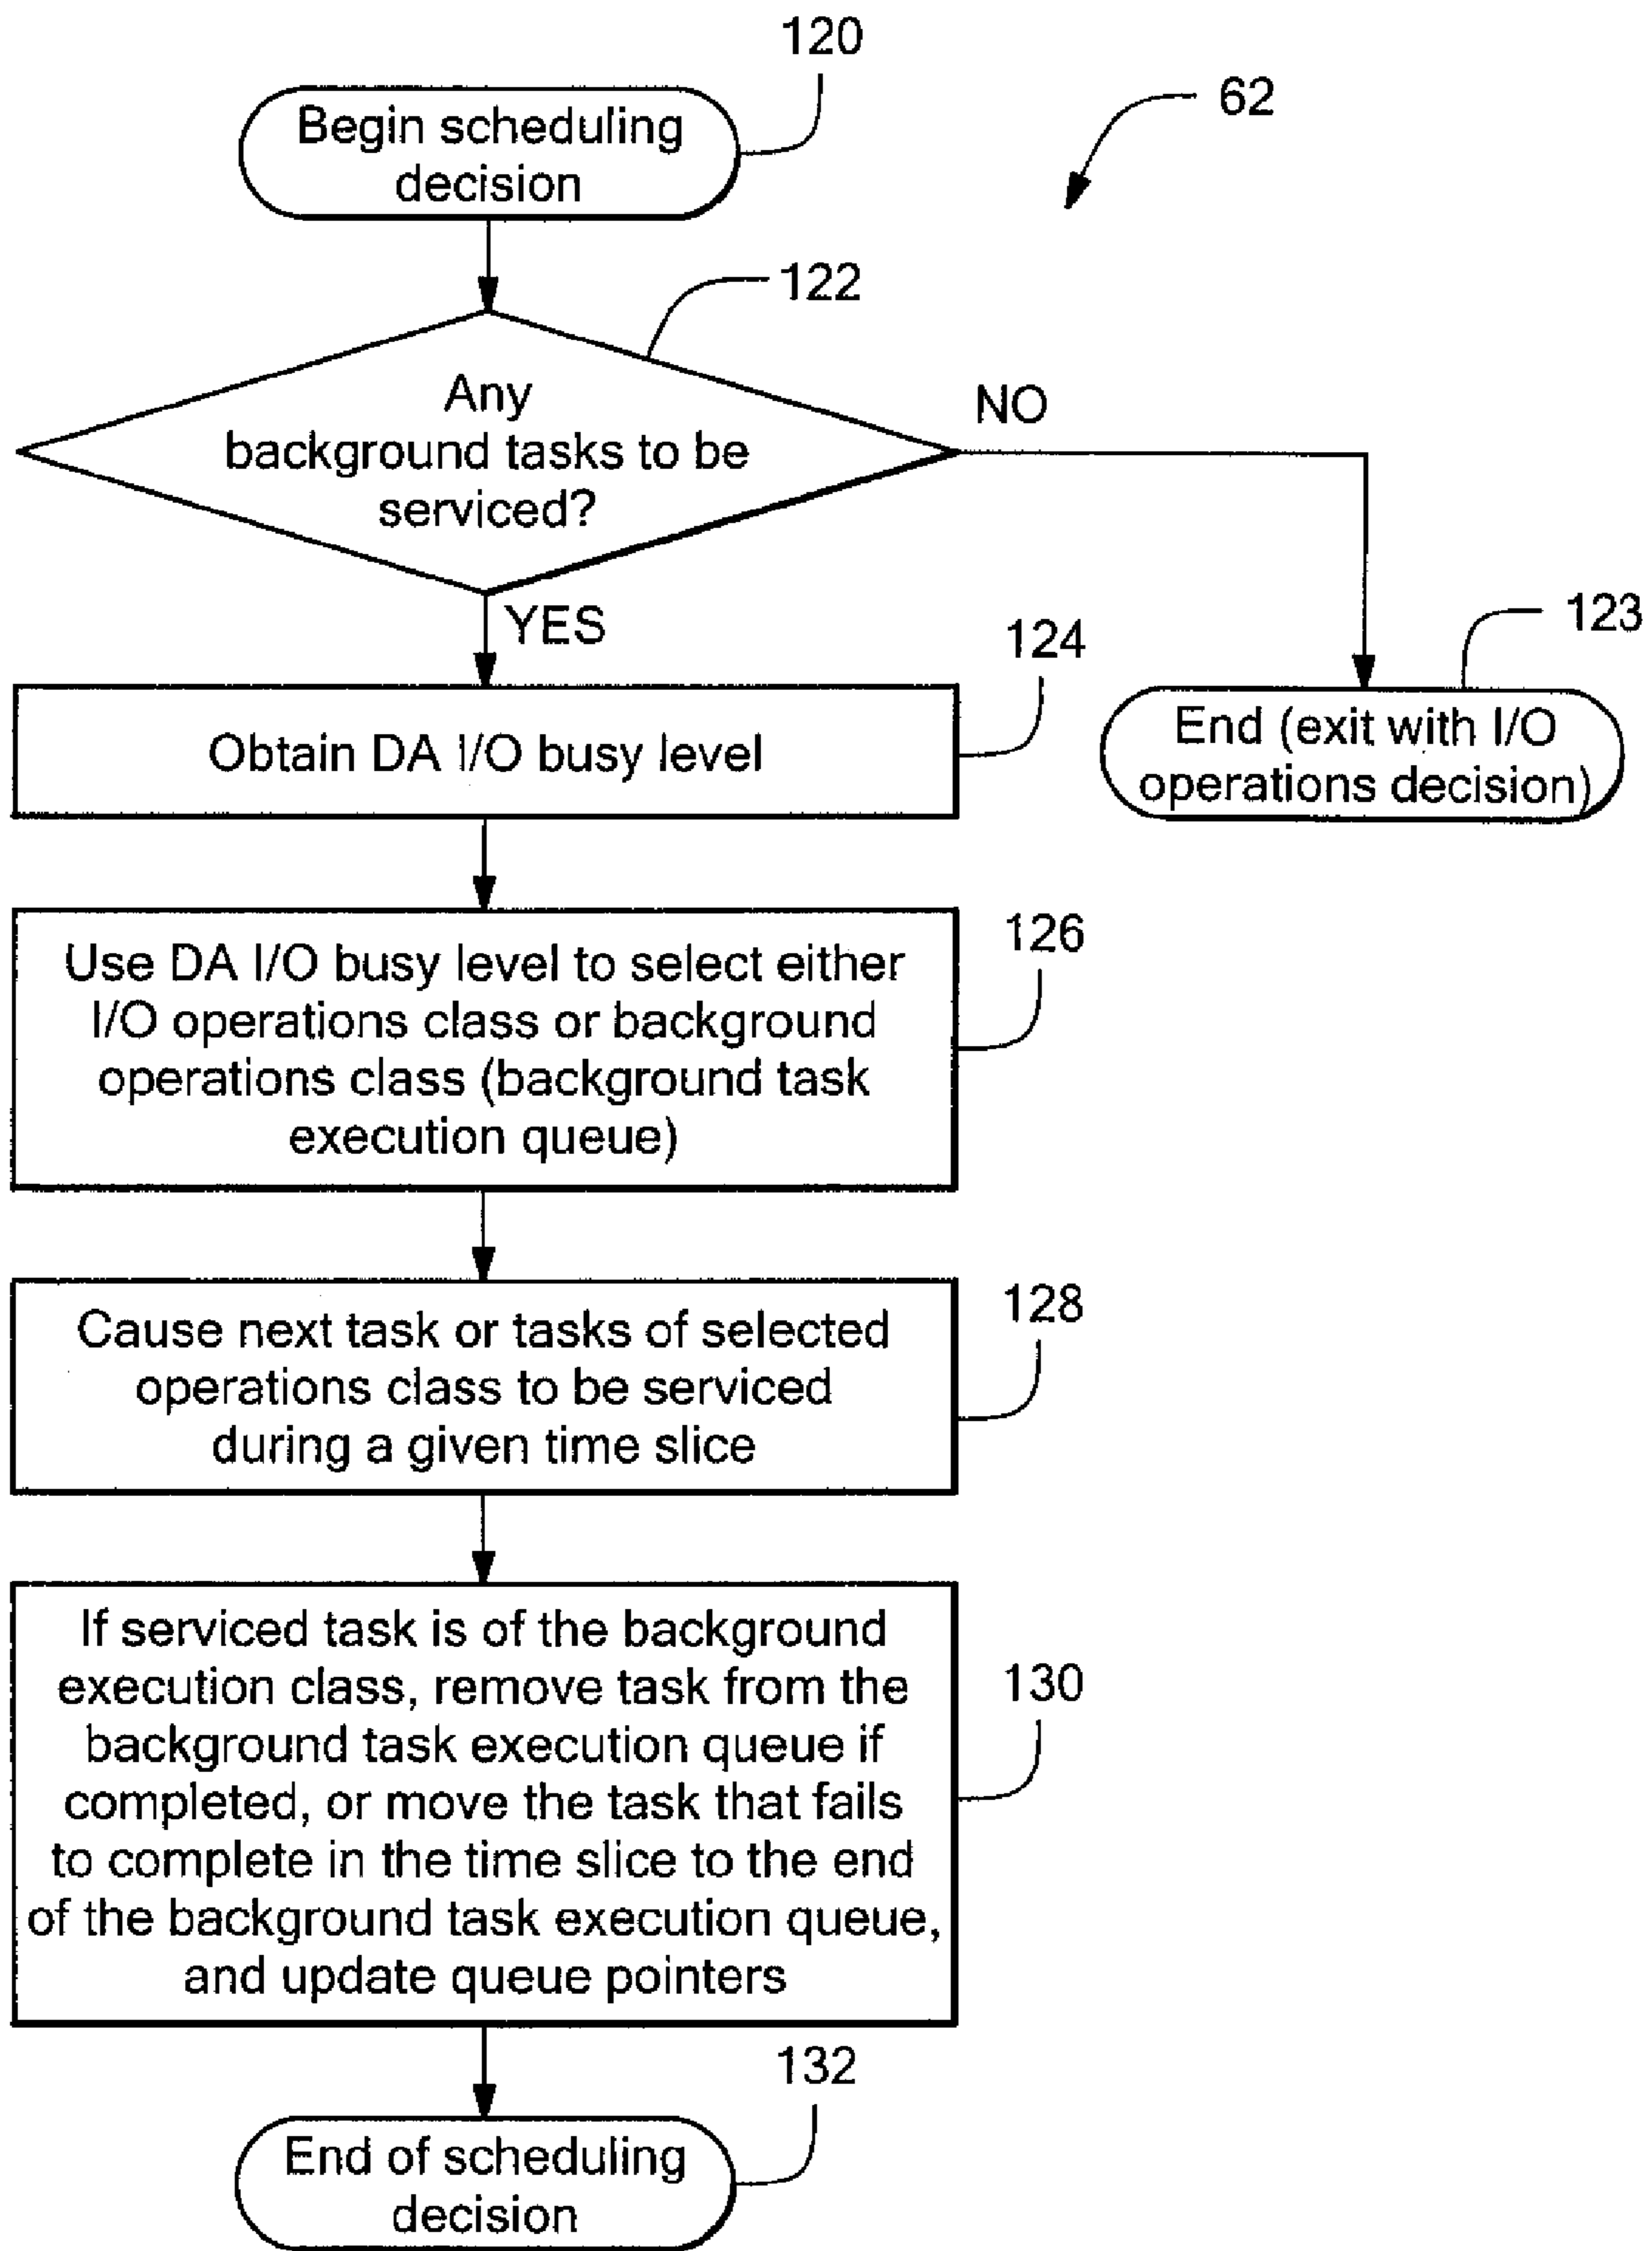 120
62
Begin scheduling
decision
122
Any
background tasks to be
serviced?
NO
YES
123
124
End (exit with I/O
operations decision)
Obtain DA I/O busy level
126
Use DA I/O busy level to select either
I/O operations class or background
operations class (background task
execution queue)
128
Cause next task or tasks of selected
operations class to be serviced
during a given time slice
130
If serviced task is of the background
execution class, remove task from the
background task execution queue if
completed, or move the task that fails
to complete in the time slice to the end
of the background task execution queue,
and update queue pointers
132
End of scheduling
decision